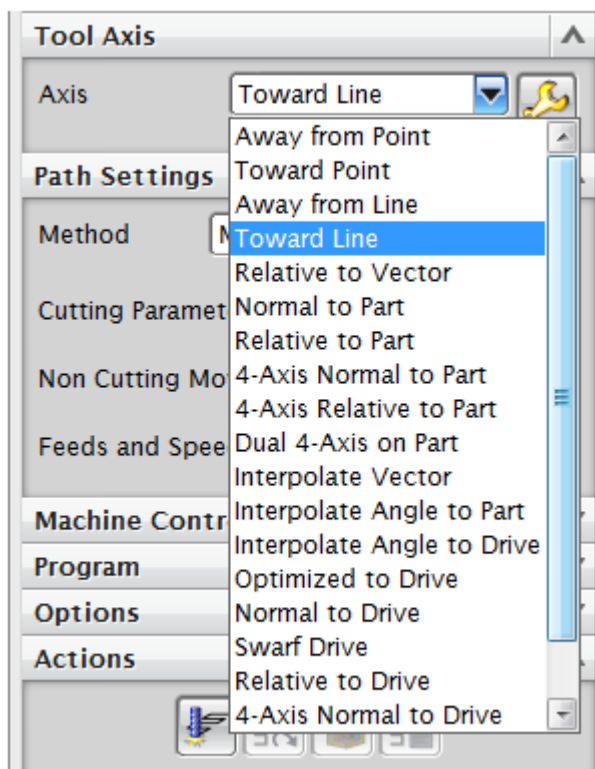 Tool Axis
Axis Toward Line
Away from Point
Toward Point
Path Settings
Away from Line
Method
Toward Line
Relative to Vector
Cutting Paramet
Normal to Part
Relative to Part
Non Cutting Mo
4-Axis Normal to Part
4-Axis Relative to Part
Feeds and Spee
Dual 4-Axis on Part
Interpolate Vector
Machine Contr
Interpolate Angle to Part
Interpolate Angle to Drive
Program
Optimized to Drive
Options
Normal to Drive
Swarf Drive
Actions
Relative to Drive
4-Axis Normal to Drive